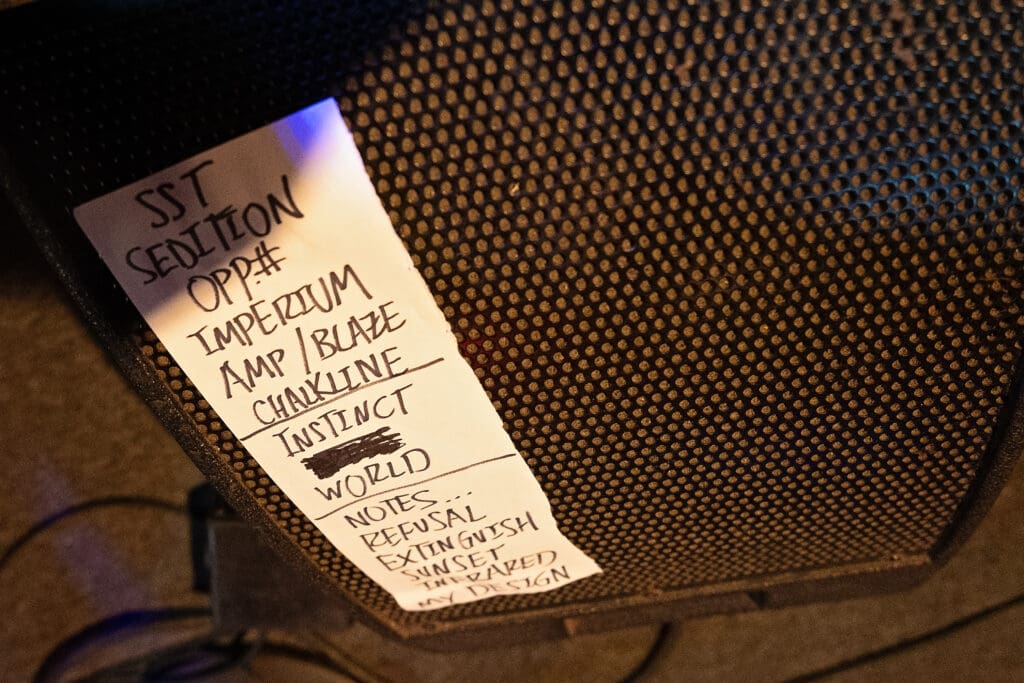 SST
SEDITION
OPP.#
IMPERIUM
AMP/BLAZE
CHALKLINE
INSTINCT
WORLD
NOTES...
REFUSAL
EXTINGUISH
SUNSET
INFRARED
MY DESIGN